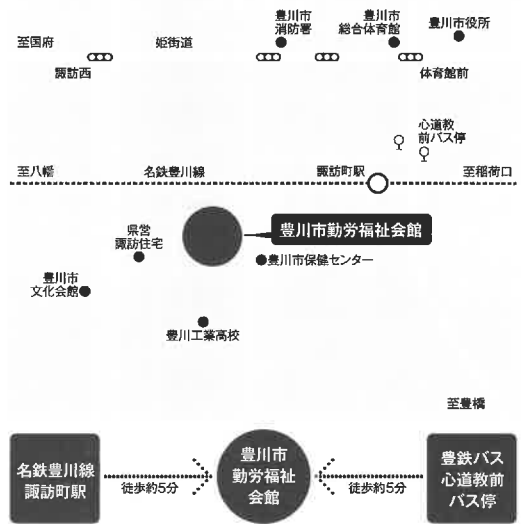 至国府
姫街道
豊川市
消防署
豊川市
総合体育館
豊川市役所
諏訪西
体育館前
心道教
前バス停
至八幡
名鉄豊川線
諏訪町駅
至稲荷口
県営
諏訪住宅
豊川市勤労福祉会館
豊川市保健センター
豊川市
文化会館
豊川工業高校
至豊橋
名鉄豊川線
諏訪町駅
徒歩約5分
豊川市
勤労福祉
会館
徒歩約5分
豊鉄バス
心道教前
バス停